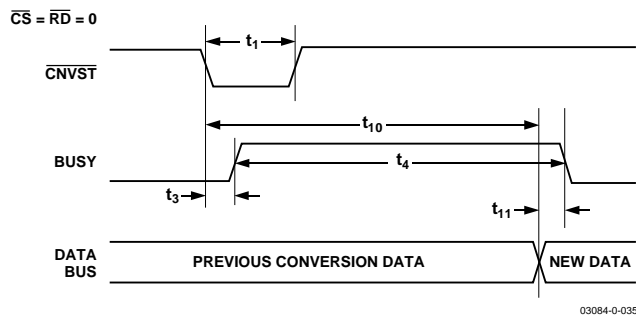 CS = RD = 0
t1
CNVST
t10
BUSY
t4
t3
t11
DATA
BUS
PREVIOUS CONVERSION DATA
NEW DATA
03084-0-035